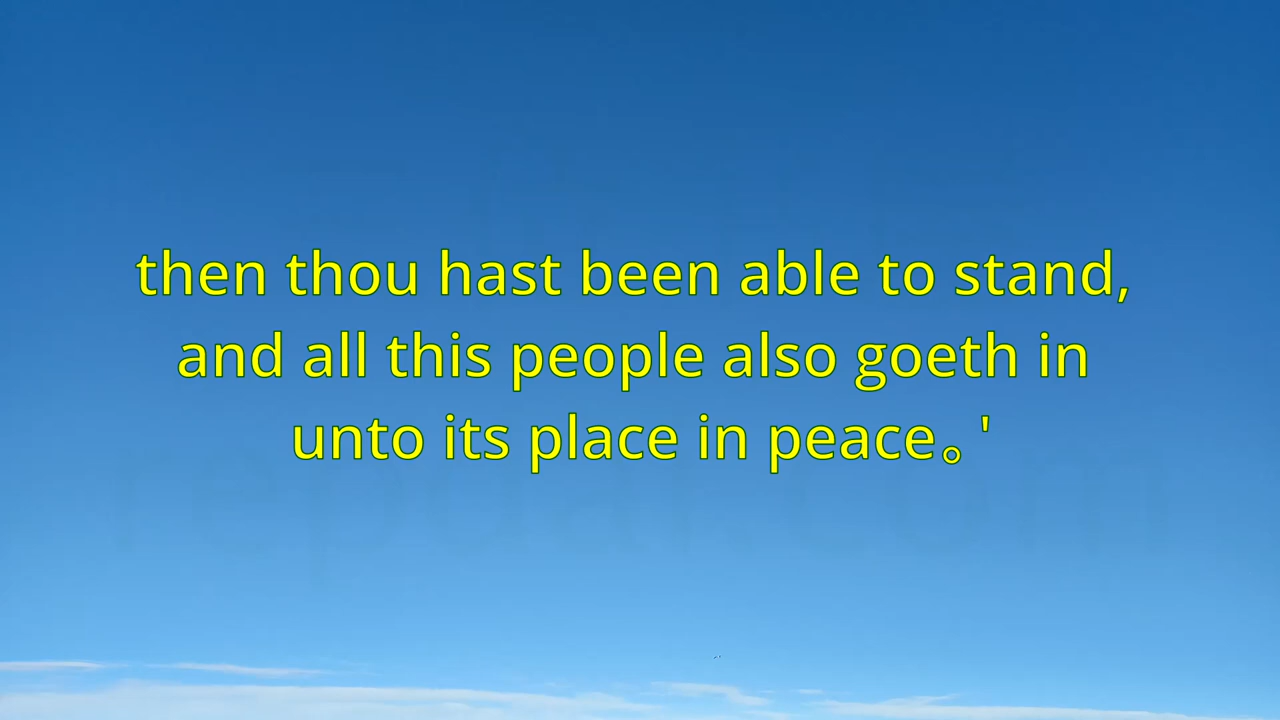 then thou hast been able to stand,
and all this people also goeth in
unto its place in peace。'